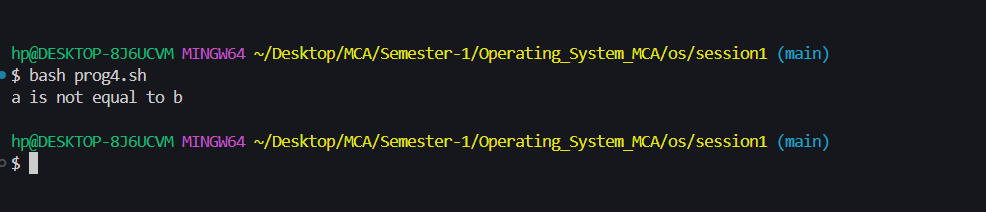 hp@DESKTOP-8J6UCVM MINGW64 ~/Desktop/MCA/Semester-1/Operating_System_MCA/os/session1 (main)
$ bash prog4.sh
a is not equal to b
hp@DESKTOP-8J6UCVM MINGW64 ~/Desktop/MCA/Semester-1/Operating_System_MCA/os/session1 (main)
$